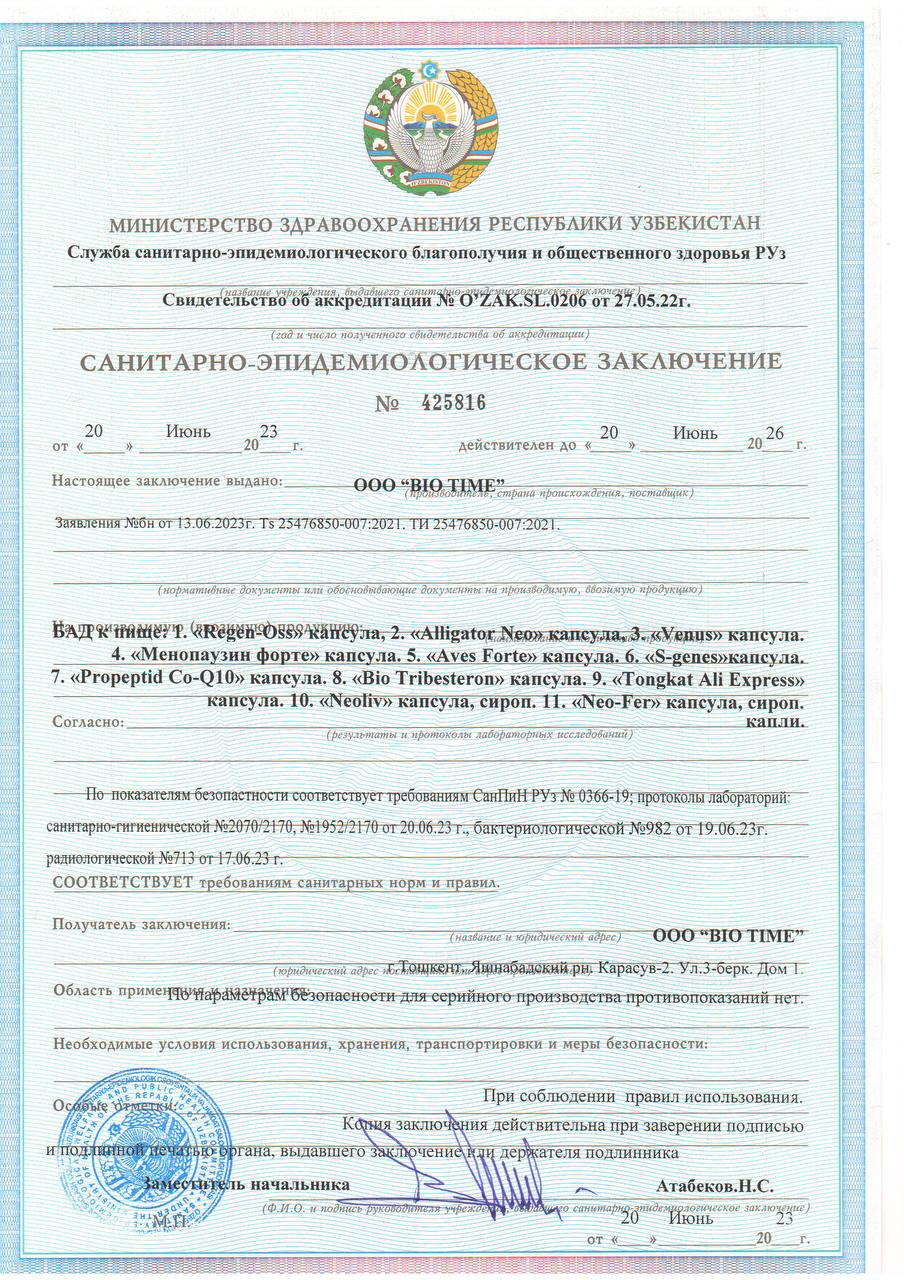 O'ZBEKISTON
МИНИСТЕРСТВО ЗДРАВООХРАНЕНИЯ РЕСПУБЛИКИ УЗБЕКИСТАН
Служба санитарно-эпидемиологического благополучия и общественного здоровья РУз
(название учреждения, выдавшего санитарно-эпидемиологическое заключение)
Свидетельство об аккредитации № O’ZAK.SL.0206 от 27.05.22г.
(год и число полученного свидетельства об аккредитации)
САНИТАРНО-ЭПИДЕМИОЛОГИЧЕСКОЕ ЗАКЛЮЧЕНИЕ
№ 425816
от «20» Июнь 2023 г. действителен до «20» Июнь 2026 г.
Настоящее заключение выдано: ООО “BIO TIME”
(производитель, страна происхождения, поставщик)
Заявления №бн от 13.06.2023г. Ts 25476850-007:2021. ТИ 25476850-007:2021.
(нормативные документы или обосновывающие документы на производимую, ввозимую продукцию)
На производимую (ввозимую) продукцию:
БАД к пище: 1. «Regen-Oss» капсула, 2. «Alligator Neo» капсула, 3. «Venus» капсула.
4. «Менопаузин форте» капсула. 5. «Aves Forte» капсула. 6. «S-genes»капсула.
7. «Propeptid Co-Q10» капсула. 8. «Bio Tribesteron» капсула. 9. «Tongkat Ali Express»
капсула. 10. «Neoliv» капсула, сироп. 11. «Neo-Fer» капсула, сироп.
Согласно: капли.
(результаты и протоколы лабораторных исследований)
По показателям безопастности соответствует требованиям СанПиН РУз № 0366-19; протоколы лабораторий:
санитарно-гигиенической №2070/2170, №1952/2170 от 20.06.23 г., бактериологической №982 от 19.06.23г.
радиологической №713 от 17.06.23 г.
СООТВЕТСТВУЕТ требованиям санитарных норм и правил.
Получатель заключения:
(название и юридический адрес) ООО “BIO TIME”
г.Тошкент, Яшнабадский рн. Карасув-2. Ул.3-берк. Дом 1.
Область применения и назначения:
По параметрам безопасности для серийного производства противопоказаний нет.
Необходимые условия использования, хранения, транспортировки и меры безопасности:
При соблюдении правил использования.
Особые отметки:
Копия заключения действительна при заверении подписью
и подлинной печатью органа, выдавшего заключение или держателя подлинника
Заместитель начальника Атабеков.Н.С.
(Ф.И.О. и подпись руководителя учреждения, выдавшего санитарно-эпидемиологическое заключение)
М.П.
от «20» Июнь 2023 г.